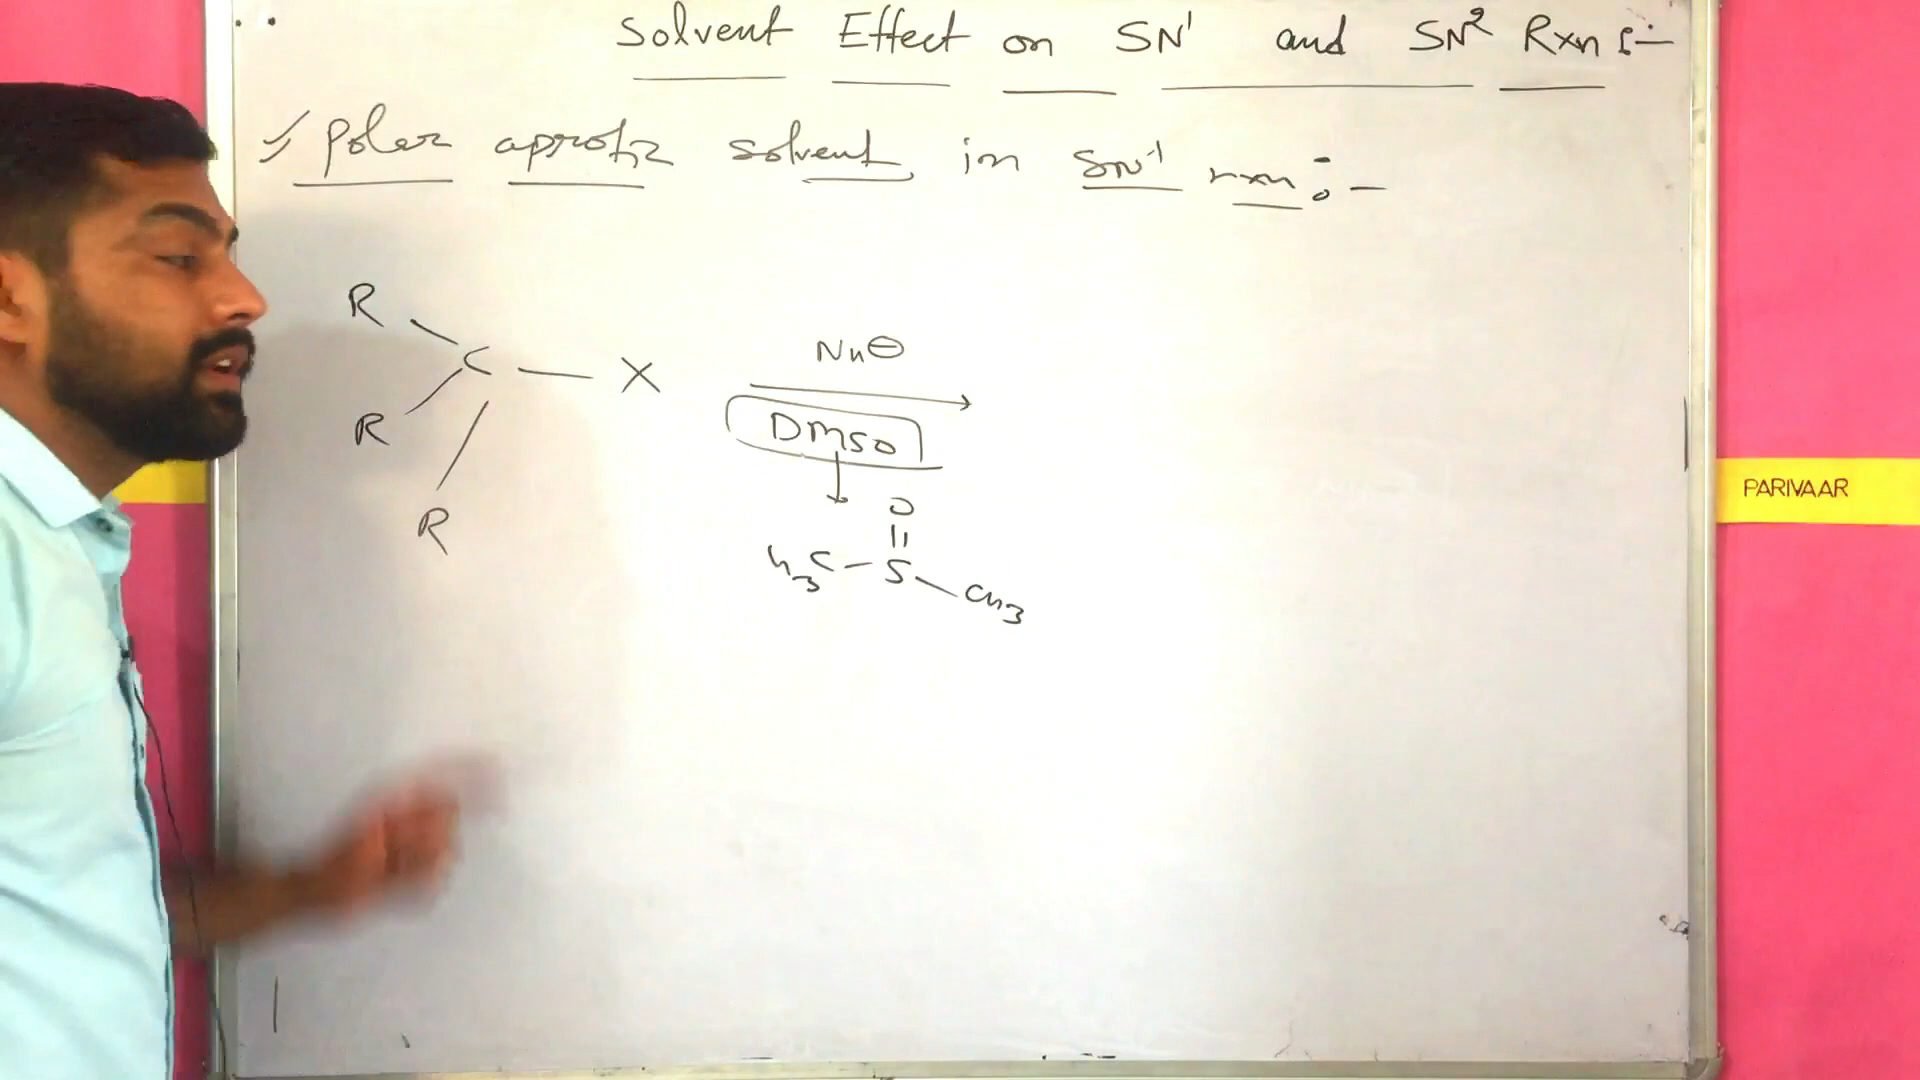 Solvent Effect on SN¹ and SN² Rxn :-
✓ Polar aprotic solvent in SN¹ rxn :-
R
C — X
R
R
Nu⊖
DMSO
O
H₃C - S - CH₃
PARIVAAR